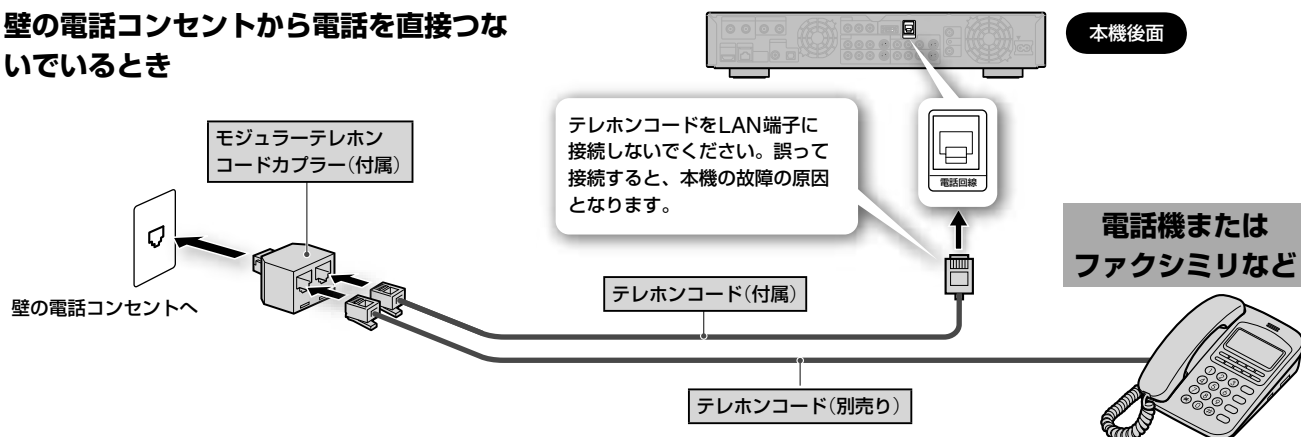 壁の電話コンセントから電話を直接つな
いでいるとき
本機後面
モジュラーテレホン
コードカプラー（付属）
テレホンコードをLAN端子に
接続しないでください。誤って
接続すると、本機の故障の原因
となります。
電話回線
電話機または
ファクシミリなど
壁の電話コンセントへ
テレホンコード（付属）
テレホンコード（別売り）